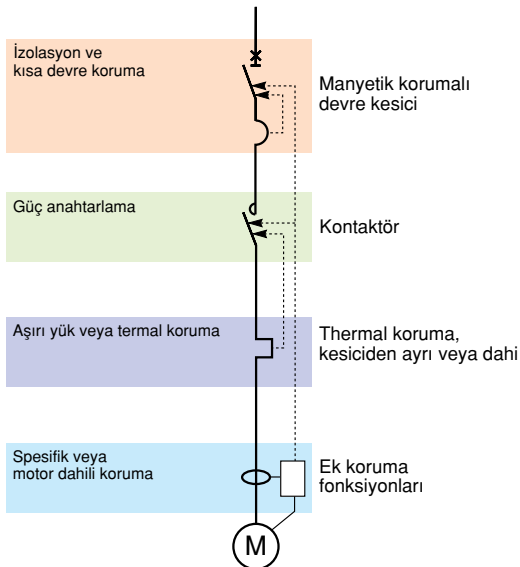 İzolasyon ve
kısa devre koruma
Manyetik korumalı
devre kesici
Güç anahtarlama
Kontaktör
Aşırı yük veya termal koruma
Thermal koruma,
kesiciden ayrı veya dahi
Spesifik veya
motor dahili koruma
Ek koruma
fonksiyonları
M